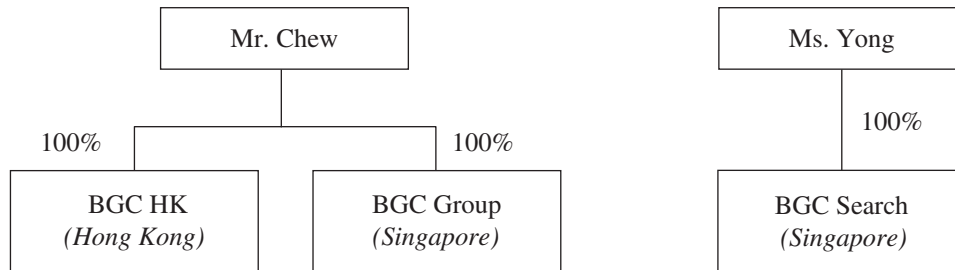 Mr. Chew
Ms. Yong
100%
100%
100%
BGC HK
(Hong Kong)
BGC Group
(Singapore)
BGC Search
(Singapore)